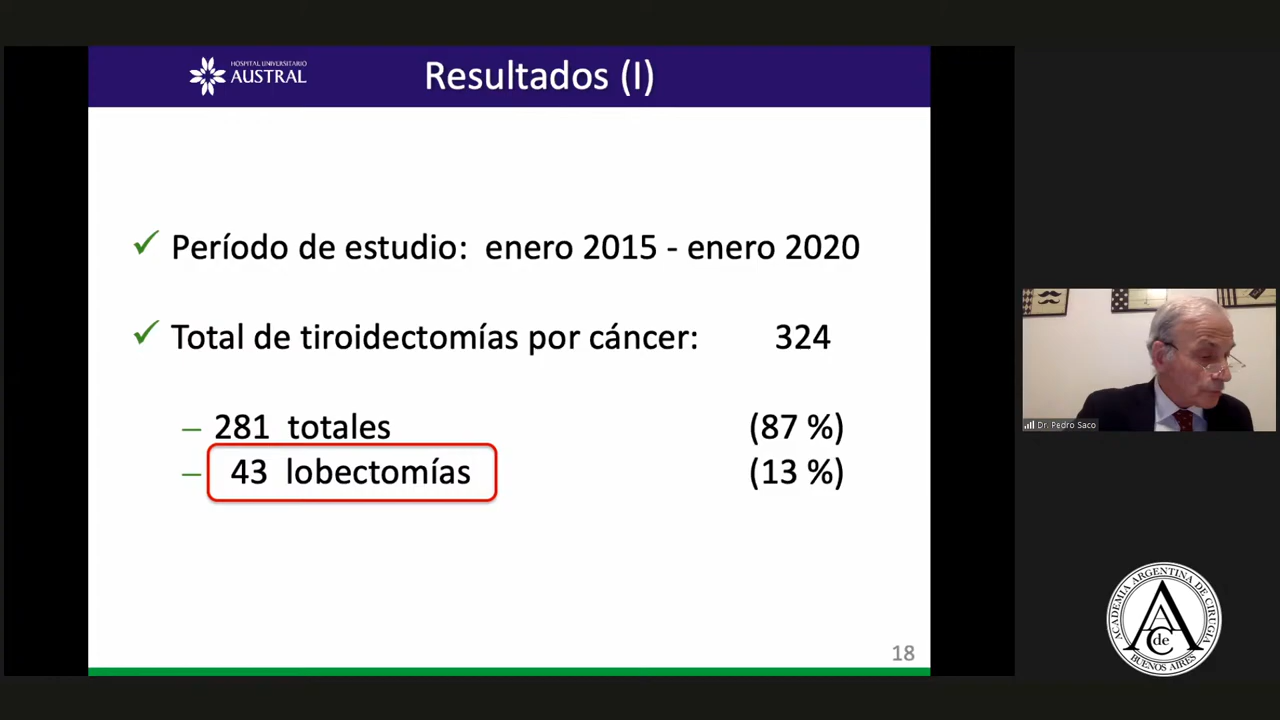 HOSPITAL UNIVERSITARIO
AUSTRAL
Resultados (I)
✓ Período de estudio: enero 2015 - enero 2020
✓ Total de tiroidectomías por cáncer: 324
– 281 totales (87 %)
– 43 lobectomías (13 %)
18
Dr. Pedro Saco
ACADEMIA ARGENTINA DE CIRUGÍA
A
C de
BUENOS AIRES